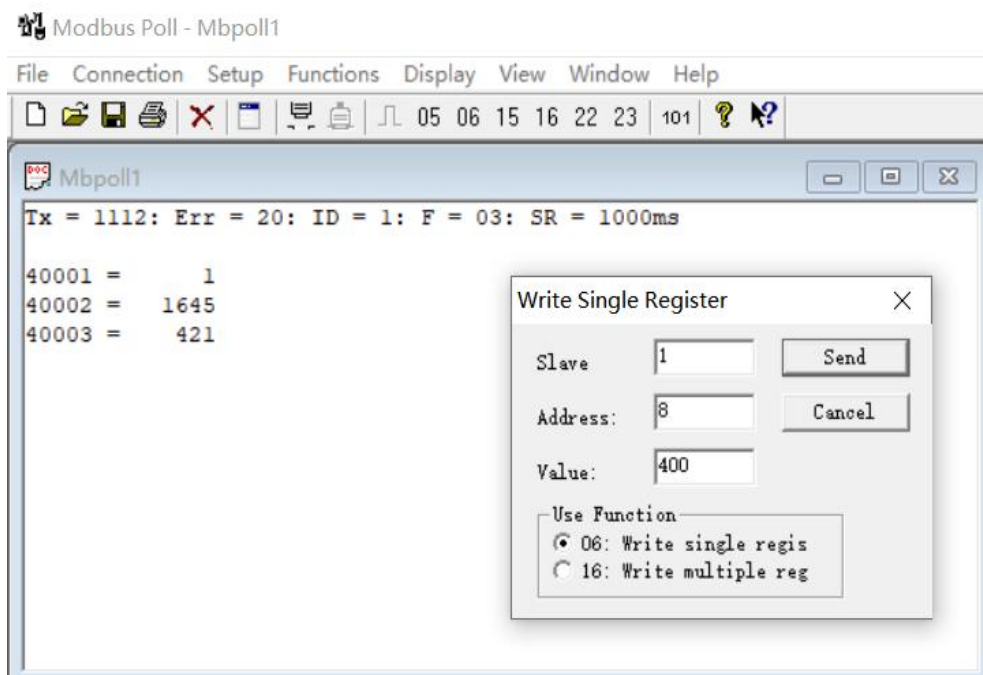 Modbus Poll - Mbpoll1
File Connection Setup Functions Display View Window Help
05 06 15 16 22 23 101
Mbpoll1
Tx = 1112: Err = 20: ID = 1: F = 03: SR = 1000ms
40001 = 1
40002 = 1645
40003 = 421
Write Single Register
Slave 1 Send
Address: 8 Cancel
Value: 400
Use Function
06: Write single regis
16: Write multiple reg